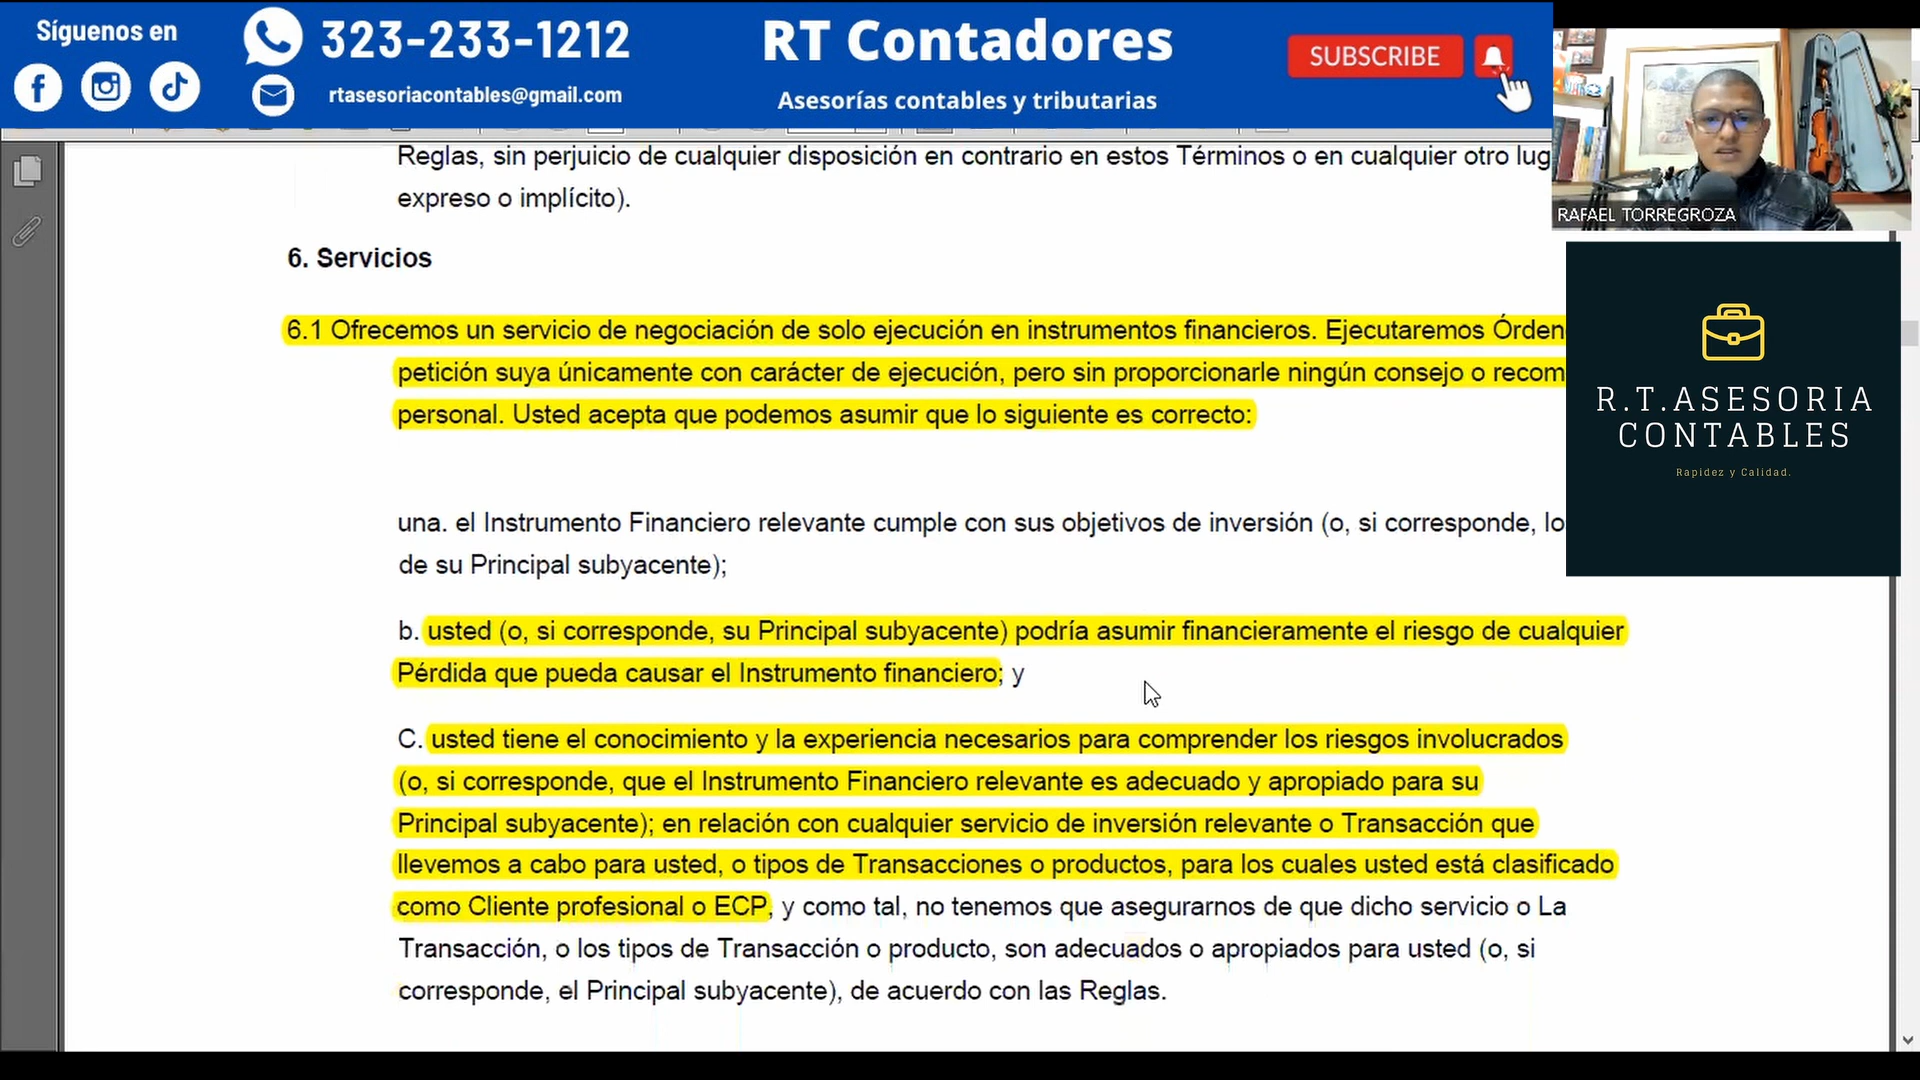 Síguenos en
323-233-1212
rtasesoriacontables@gmail.com
RT Contadores
Asesorías contables y tributarias
SUBSCRIBE
RAFAEL TORREGROZA
R.T.ASESORIA
CONTABLES
Rapidez y Calidad.
Reglas, sin perjuicio de cualquier disposición en contrario en estos Términos o en cualquier otro
expreso o implícito).
6. Servicios
6.1 Ofrecemos un servicio de negociación de solo ejecución en instrumentos financieros. Ejecutaremos
petición suya únicamente con carácter de ejecución, pero sin proporcionarle ningún consejo o
personal. Usted acepta que podemos asumir que lo siguiente es correcto:
una. el Instrumento Financiero relevante cumple con sus objetivos de inversión (o, si corresponde,
de su Principal subyacente);
b. usted (o, si corresponde, su Principal subyacente) podría asumir financieramente el riesgo de cualquier
Pérdida que pueda causar el Instrumento financiero; y
C. usted tiene el conocimiento y la experiencia necesarios para comprender los riesgos involucrados
(o, si corresponde, que el Instrumento Financiero relevante es adecuado y apropiado para su
Principal subyacente); en relación con cualquier servicio de inversión relevante o Transacción que
llevemos a cabo para usted, o tipos de Transacciones o productos, para los cuales usted está clasificado
como Cliente profesional o ECP, y como tal, no tenemos que asegurarnos de que dicho servicio o La
Transacción, o los tipos de Transacción o producto, son adecuados o apropiados para usted (o, si
corresponde, el Principal subyacente), de acuerdo con las Reglas.